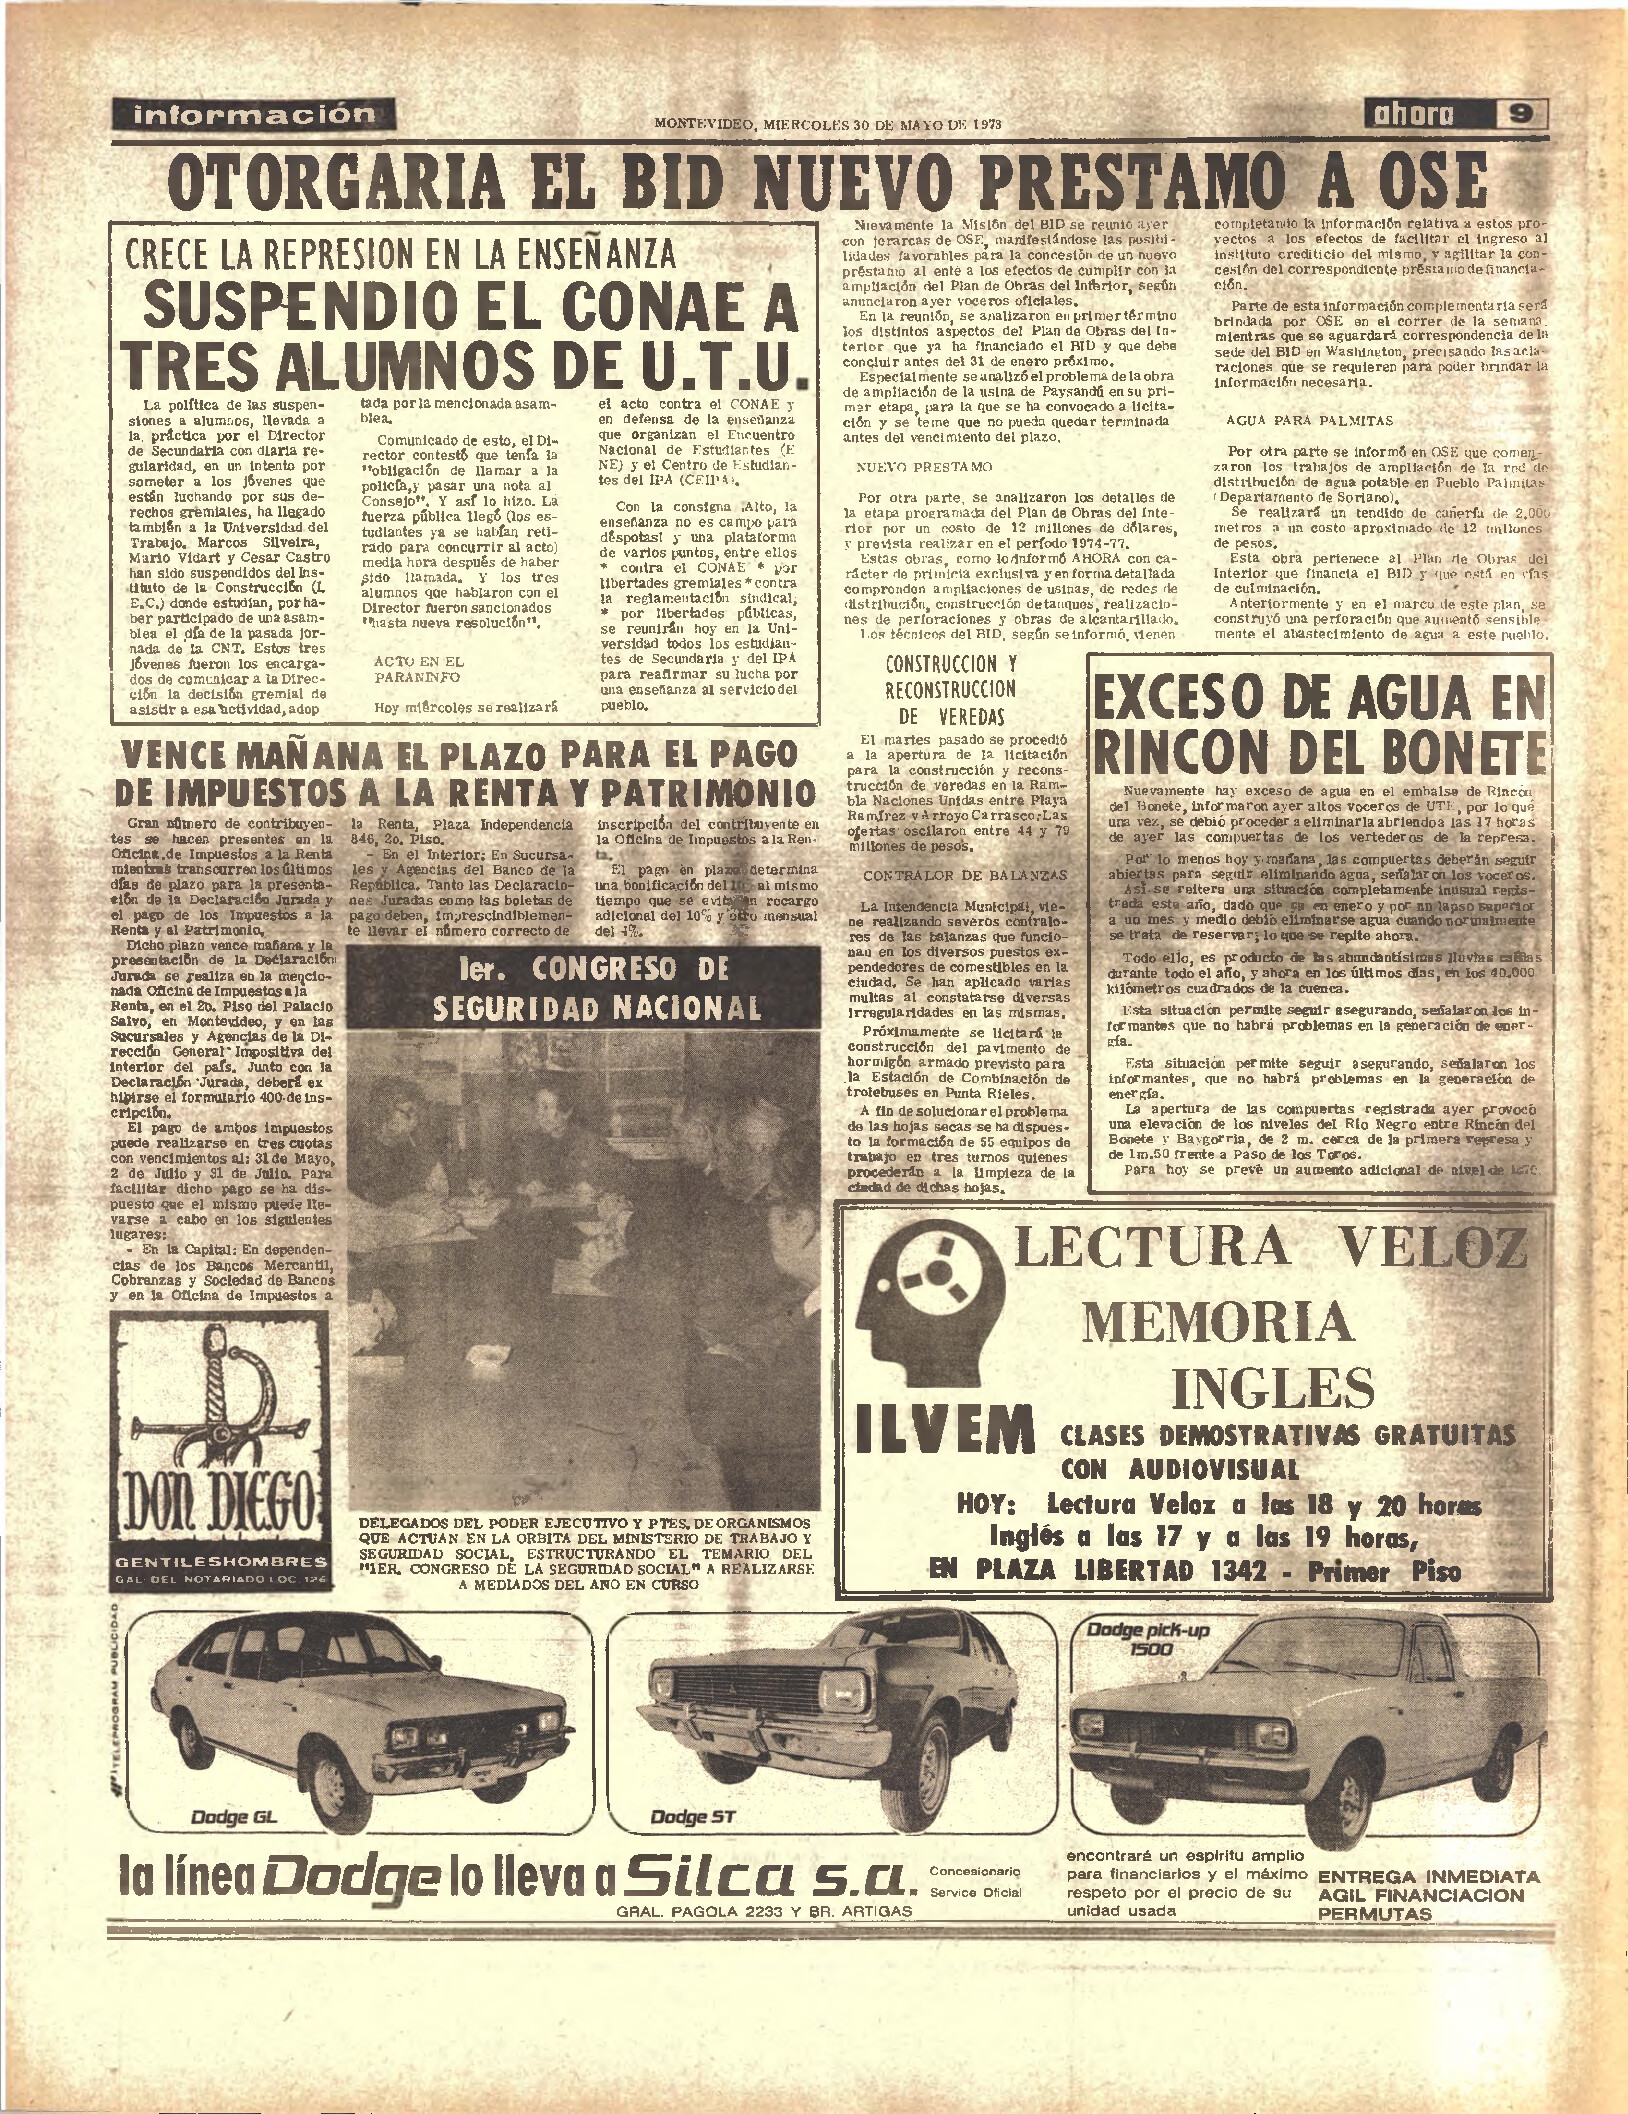 información
MONTEVIDEO, MIERCOLES 30 DE MAYO DE 1973
ahora 9
OTORGARIA EL BID NUEVO PRESTAMO A OSE
CRECE LA REPRESION EN LA ENSEÑANZA
SUSPENDIO EL CONAE A
TRES ALUMNOS DE U.T.U.
La política de las suspen-
siones a alumnos, llevada a
la práctica por el Director
de Secundaria con diaria re-
gularidad, en un intento por
someter a los jóvenes que
están luchando por sus de-
rechos gremiales, ha llegado
también a la Universidad del
Trabajo. Marcos Silveira,
Mario Vidart y Cesar Castro
han sido suspendidos del Ins-
tituto de la Construcción (I.
E.C.) donde estudian, por ha-
ber participado de una asam-
blea el día de la pasada jor-
nada de la CNT. Estos tres
jóvenes fueron los encarga-
dos de comunicar a la Direc-
ción la decisión gremial de
asistir a esa actividad, adop
tada por la mencionada asam-
blea.
Comunicado de esto, el Di-
rector contestó que tenía la
"obligación de llamar a la
policía, y pasar una nota al
Consejo". Y así lo hizo. La
fuerza pública llegó (los es-
tudiantes ya se habían reti-
rado para concurrir al acto)
media hora después de haber
sido llamada. Y los tres
alumnos que hablaron con el
Director fueron sancionados
"hasta nueva resolución".
ACTO EN EL
PARANINFO
Hoy miércoles se realizará
el acto contra el CONAE y
en defensa de la enseñanza
que organizan el Encuentro
Nacional de Estudiantes (E
NE) y el Centro de Estudian-
tes del IPA (CEIPA).
Con la consigna ¡Alto, la
enseñanza no es campo para
déspotas! y una plataforma
de varios puntos, entre ellos
* contra el CONAE * por
libertades gremiales * contra
la reglamentación sindical,
* por libertades públicas,
se reunirán hoy en la Uni-
versidad todos los estudian-
tes de Secundaria y del IPA
para reafirmar su lucha por
una enseñanza al servicio del
pueblo.
Nievamente la Misión del BID se reunió ayer
con jerarcas de OSE, manifestándose las posibi-
lidades favorables para la concesión de un nuevo
préstamo al ente a los efectos de cumplir con la
ampliación del Plan de Obras del Interior, según
anunciaron ayer voceros oficiales.
En la reunión, se analizaron en primer término
los distintos aspectos del Plan de Obras del In-
terior que ya ha financiado el BID y que debe
concluir antes del 31 de enero próximo.
Especialmente se analizó el problema de la obra
de ampliación de la usina de Paysandú en su pri-
mer etapa, para la que se ha convocado a licita-
ción y se teme que no pueda quedar terminada
antes del vencimiento del plazo.
NUEVO PRESTAMO
Por otra parte, se analizaron los detalles de
la etapa programada del Plan de Obras del Inte-
rior por un costo de 12 millones de dólares,
y prevista realizar en el período 1974-77.
Estas obras, como lo informó AHORA con ca-
rácter de primicia exclusiva y en forma detallada
comprenden ampliaciones de usinas, de redes de
distribución, construcción de tanques, realizacio-
nes de perforaciones y obras de alcantarillado.
Los técnicos del BID, según se informó, vienen
completando la información relativa a estos pro-
yectos a los efectos de facilitar el ingreso al
instituto crediticio del mismo, y agilitar la con-
cesión del correspondiente préstamo de financia-
ción.
Parte de esta información complementaria será
brindada por OSE en el correr de la semana.
mientras que se aguardará correspondencia de la
sede del BID en Washington, precisando las acla-
raciones que se requieren para poder brindar la
información necesaria.
AGUA PARA PALMITAS
Por otra parte se informó en OSE que comen-
zaron los trabajos de ampliación de la red de
distribución de agua potable en Pueblo Palmitas
(Departamento de Soriano).
Se realizará un tendido de cañería de 2,000
metros a un costo aproximado de 12 millones
de pesos.
Esta obra pertenece al Plan de Obras del
Interior que financia el BID y que está en vías
de culminación.
Anteriormente y en el marco de este plan, se
construyó una perforación que aumentó sensible
mente el abastecimiento de agua a este pueblo.
VENCE MAÑANA EL PLAZO PARA EL PAGO
DE IMPUESTOS A LA RENTA Y PATRIMONIO
Gran número de contribuyen-
tes se hacen presentes en la
Oficina de Impuestos a la Renta
mientras transcurren los últimos
días de plazo para la presenta-
ción de la Declaración Jurada y
el pago de los Impuestos a la
Renta y al Patrimonio.
Dicho plazo vence mañana y la
presentación de la Declaración
Jurada se realiza en la mencio-
nada Oficina de Impuestos a la
Renta, en el 2o. Piso del Palacio
Salvo, en Montevideo, y en las
Sucursales y Agencias de la Di-
rección General Impositiva del
interior del país. Junto con la
Declaración Jurada, deberá ex
hibirse el formulario 400 de ins-
cripción.
El pago de ambos impuestos
puede realizarse en tres cuotas
con vencimientos al: 31 de Mayo,
2 de Julio y 31 de Julio. Para
facilitar dicho pago se ha dis-
puesto que el mismo puede lle-
varse a cabo en los siguientes
lugares:
- En la Capital: En dependen-
cias de los Bancos Mercantil,
Cobranzas y Sociedad de Bancos
y en la Oficina de Impuestos a
la Renta, Plaza Independencia
846, 2o. Piso.
- En el Interior: En Sucursa-
les y Agencias del Banco de la
República. Tanto las Declaracio-
nes Juradas como las boletas de
pago deben, imprescindiblemen-
te llevar el número correcto de
inscripción del contribuyente en
la Oficina de Impuestos a la Ren-
ta.
El pago en plazo determina
una bonificación del al mismo
tiempo que se evita un recargo
adicional del 10% y otro mensual
del 4%.
1er. CONGRESO DE
SEGURIDAD NACIONAL
DELEGADOS DEL PODER EJECUTIVO Y PTES. DE ORGANISMOS
QUE ACTUAN EN LA ORBITA DEL MINISTERIO DE TRABAJO Y
SEGURIDAD SOCIAL, ESTRUCTURANDO EL TEMARIO DEL
"1ER. CONGRESO DE LA SEGURIDAD SOCIAL" A REALIZARSE
A MEDIADOS DEL AÑO EN CURSO
CONSTRUCCION Y
RECONSTRUCCION
DE VEREDAS
El martes pasado se procedió
a la apertura de la licitación
para la construcción y recons-
trucción de veredas en la Ram-
bla Naciones Unidas entre Playa
Ramírez y Arroyo Carrasco: Las
ofertas oscilaron entre 44 y 79
millones de pesos.
CONTRALOR DE BALANZAS
La Intendencia Municipal, vie-
ne realizando severos contralo-
res de las balanzas que funcio-
nan en los diversos puestos ex-
pendedores de comestibles en la
ciudad. Se han aplicado varias
multas al constatarse diversas
irregularidades en las mismas.
Próximamente se licitará la
construcción del pavimento de
hormigón armado previsto para
la Estación de Combinación de
trolebuses en Punta Rieles.
A fin de solucionar el problema
de las hojas secas se ha dispues-
to la formación de 55 equipos de
trabajo en tres turnos quienes
procederán a la limpieza de la
ciudad de dichas hojas.
EXCESO DE AGUA EN
RINCON DEL BONETE
Nuevamente hay exceso de agua en el embalse de Rincón
del Bonete, informaron ayer altos voceros de UTE, por lo que
una vez, se debió proceder a eliminarla abriendo a las 17 horas
de ayer las compuertas de los vertederos de la represa.
Por lo menos hoy y mañana, las compuertas deberán seguir
abiertas para seguir eliminando agua, señalaron los voceros.
Así se reitera una situación completamente inusual regis-
trada este año, dado que ya en enero y por un lapso superior
a un mes y medio debió eliminarse agua cuando normalmente
se trata de reservar; lo que se repite ahora.
Todo ello, es producto de las abundantísimas lluvias caídas
durante todo el año, y ahora en los últimos días, en los 40.000
kilómetros cuadrados de la cuenca.
Esta situación permite seguir asegurando, señalaron los in-
formantes que no habrá problemas en la generación de ener-
gía.
Esta situación permite seguir asegurando, señalaron los
informantes, que no habrá problemas en la generación de
energía.
La apertura de las compuertas registrada ayer provocó
una elevación de los niveles del Río Negro entre Rincón del
Bonete y Baygorria, de 2 m. cerca de la primera represa y
de 1m.50 frente a Paso de los Toros.
Para hoy se prevé un aumento adicional de nivel de
LECTURA VELOZ
MEMORIA
INGLES
ILVEM
CLASES DEMOSTRATIVAS GRATUITAS
CON AUDIOVISUAL
HOY: Lectura Veloz a las 18 y 20 horas
Inglés a las 17 y a las 19 horas,
EN PLAZA LIBERTAD 1342 - Primer Piso
DON DIEGO
GENTILESHOMBRES
GAL. DEL NOTARIADO LOC. 126
TELEPROGRAM PUBLICIDAD
Dodge GL
Dodge ST
Dodge pick-up
1500
la línea Dodge lo lleva a Silca s.a.
Concesionario
Service Oficial
GRAL. PAGOLA 2233 Y BR. ARTIGAS
encontrará un espíritu amplio
para financiarlos y el máximo
respeto por el precio de su
unidad usada
ENTREGA INMEDIATA
AGIL FINANCIACION
PERMUTAS